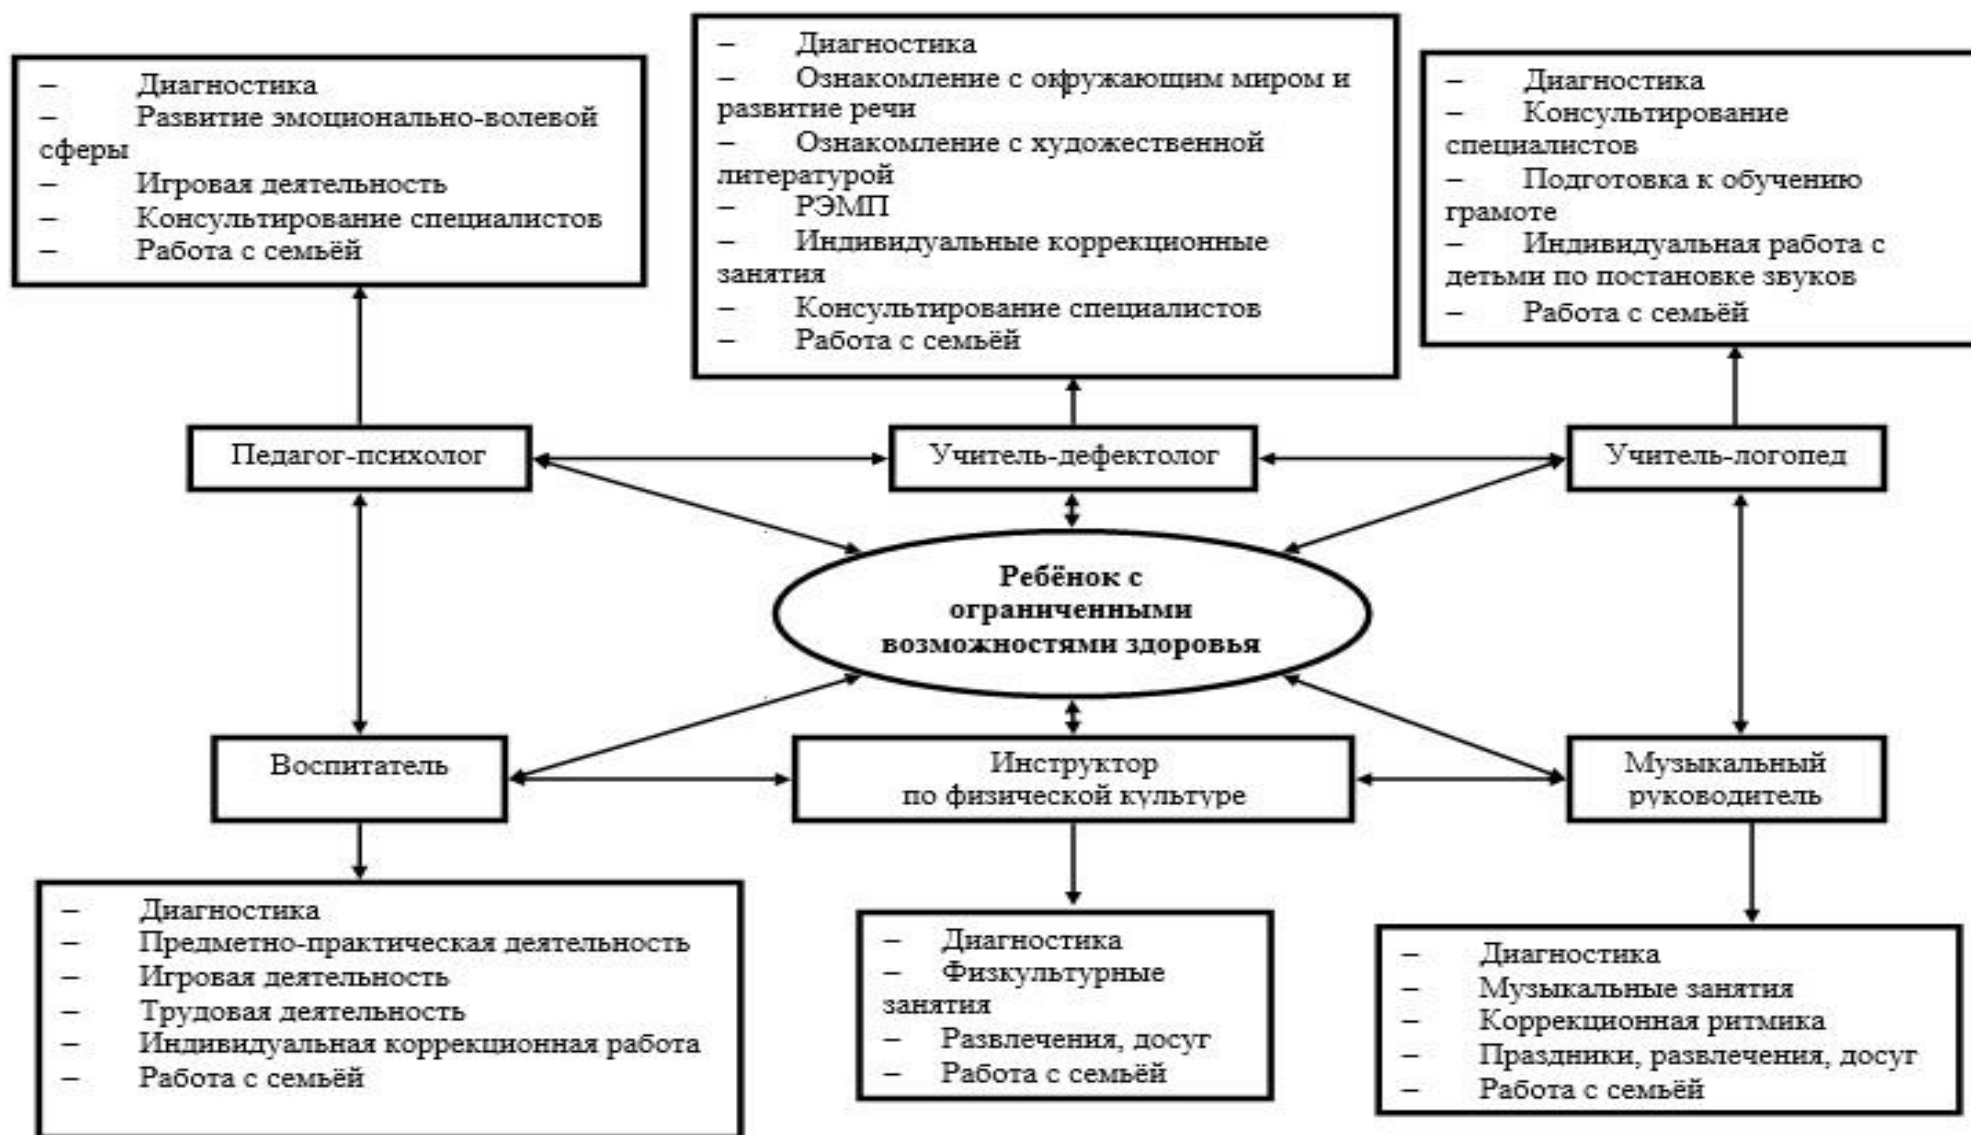 – Диагностика
– Развитие эмоционально-волевой
сферы
– Игровая деятельность
– Консультирование специалистов
– Работа с семьёй
– Диагностика
– Ознакомление с окружающим миром и
развитие речи
– Ознакомление с художественной
литературой
– РЭМП
– Индивидуальные коррекционные
занятия
– Консультирование специалистов
– Работа с семьёй
– Диагностика
– Консультирование
специалистов
– Подготовка к обучению
грамоте
– Индивидуальная работа с
детьми по постановке звуков
– Работа с семьёй
Педагог-психолог
Учитель-дефектолог
Учитель-логопед
Ребёнок с
ограниченными
возможностями здоровья
Воспитатель
Инструктор
по физической культуре
Музыкальный
руководитель
– Диагностика
– Предметно-практическая деятельность
– Игровая деятельность
– Трудовая деятельность
– Индивидуальная коррекционная работа
– Работа с семьёй
– Диагностика
– Физкультурные
занятия
– Развлечения, досуг
– Работа с семьёй
– Диагностика
– Музыкальные занятия
– Коррекционная ритмика
– Праздники, развлечения, досуг
– Работа с семьёй